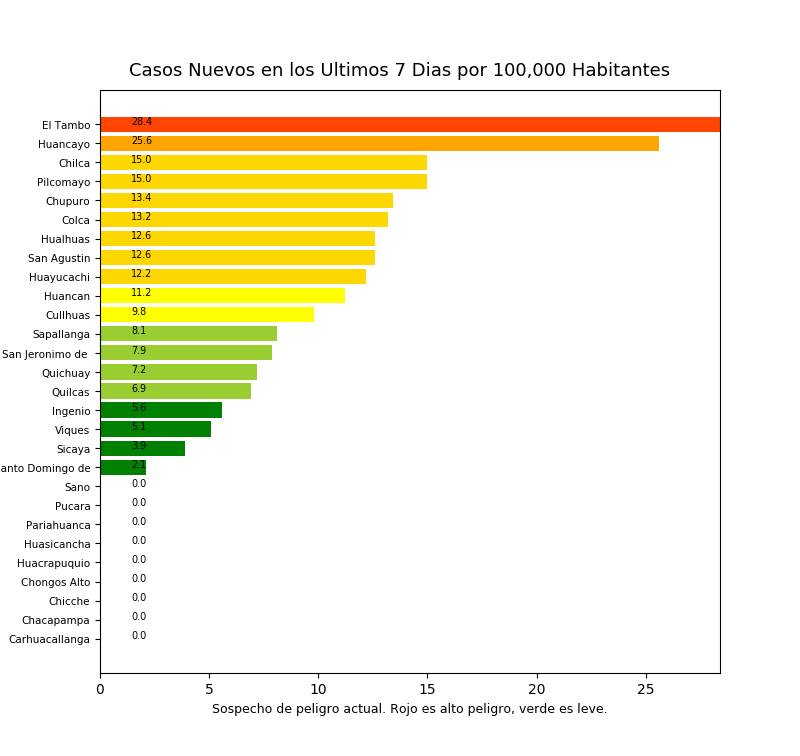 Casos Nuevos en los Ultimos 7 Dias por 100,000 Habitantes
El Tambo 28.4
Huancayo 25.6
Chilca 15.0
Pilcomayo 15.0
Chupuro 13.4
Colca 13.2
Hualhuas 12.6
San Agustin 12.6
Huayucachi 12.2
Huancan 11.2
Cullhuas 9.8
Sapallanga 8.1
San Jeronimo de 7.9
Quichuay 7.2
Quilcas 6.9
Ingenio 5.6
Viques 5.1
Sicaya 3.9
anto Domingo de 2.1
Sano 0.0
Pucara 0.0
Pariahuanca 0.0
Huasicancha 0.0
Huacrapuquio 0.0
Chongos Alto 0.0
Chicche 0.0
Chacapampa 0.0
Carhuacallanga 0.0
0 5 10 15 20 25
Sospecho de peligro actual. Rojo es alto peligro, verde es leve.